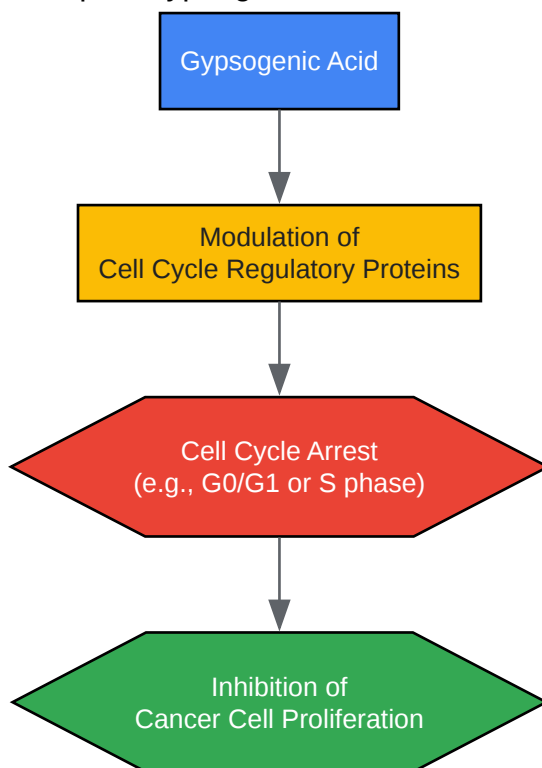 Gypsogenic Acid
Modulation of
Cell Cycle Regulatory Proteins
Cell Cycle Arrest
(e.g., G0/G1 or S phase)
Inhibition of
Cancer Cell Proliferation